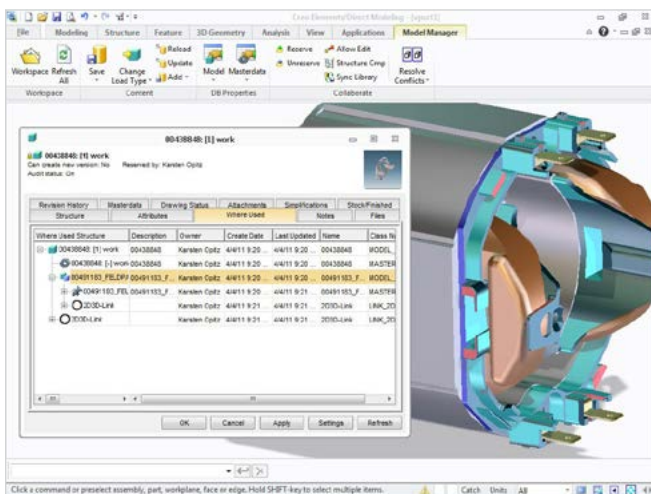 Creo Elements/Direct Modeling - [vport1]
File Modeling Structure Feature 3D Geometry Analysis View Applications Model Manager
Workspace Refresh All Save Change Load Type Reload Update Add Model Masterdata Reserve Unreserve Allow Edit Structure Cmp Sync Library Resolve Conflicts
Workspace Content DB Properties Collaborate
00438848: [1] work
00438848: [1] work
Can create new version: No Reserved by: Karsten Opitz
Audit status: On
Revision History Masterdata Drawing Status Attachments Simplifications Stock/Finished
Structure Attributes Where Used Notes Files
Where Used Structure Description Owner Create Date Last Updated Name Class N
00438848: [1] work 00438848 Karsten Opitz 4/4/11 9:20 ... 4/4/11 9:20 ... 00438848 MODEL_
00438848: [-] work 00438848 Karsten Opitz 4/4/11 9:20 ... 4/4/11 9:20 ... 00438848 MASTER
00491183_FELDPA 00491183_F... Karsten Opitz 4/4/11 9:20 ... 4/4/11 9:20 ... 00491183_F... MODEL_
00491183_FEL 00491183_F... Karsten Opitz 4/4/11 9:20 ... 4/4/11 9:21 ... 00491183_F... MASTER
2D3D-Link Karsten Opitz 4/4/11 9:21 ... 4/4/11 9:21 ... 2D3D-Link LINK_2D
2D3D-Link Karsten Opitz 4/4/11 9:21 ... 4/4/11 9:21 ... 2D3D-Link LINK_2D
OK Cancel Apply Settings Refresh
Click a command or preselect assembly, part, workplane, face or edge. Hold SHIFT-key to select multiple items. Catch Units All